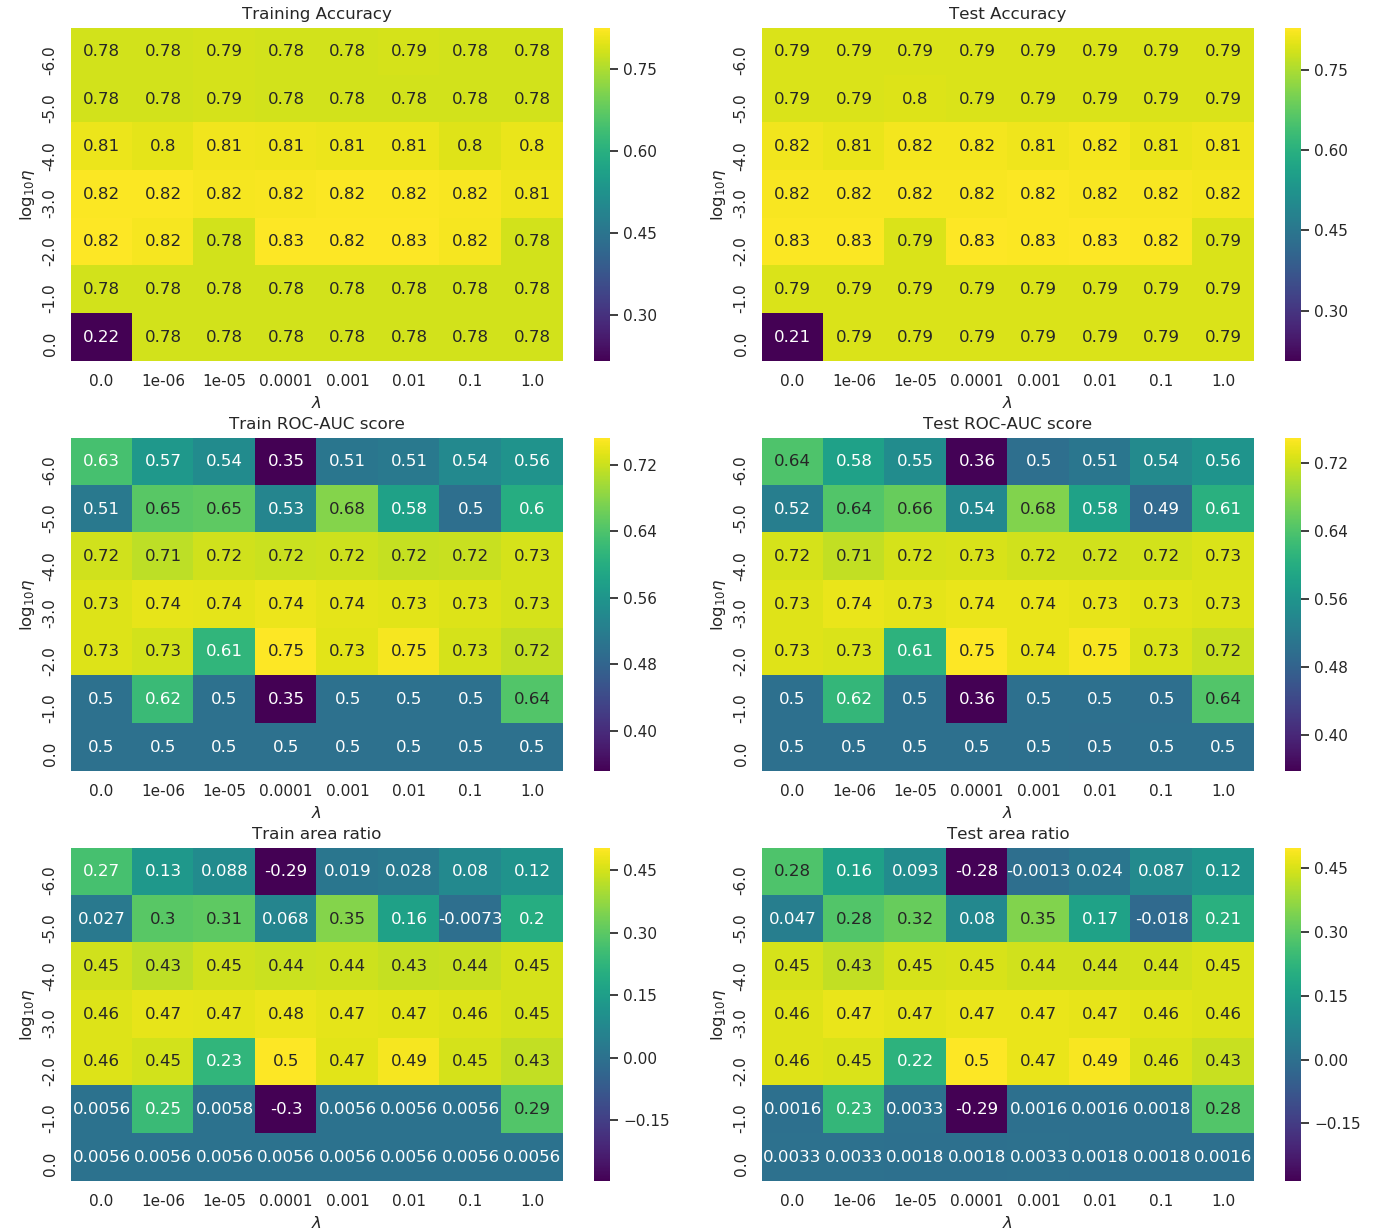 Training Accuracy
0.78 0.78 0.79 0.78 0.78 0.79 0.78 0.78
0.78 0.78 0.79 0.78 0.78 0.78 0.78 0.78
0.81 0.8 0.81 0.81 0.81 0.81 0.8 0.8
0.82 0.82 0.82 0.82 0.82 0.82 0.82 0.81
0.82 0.82 0.78 0.83 0.82 0.83 0.82 0.78
0.78 0.78 0.78 0.78 0.78 0.78 0.78 0.78
0.22 0.78 0.78 0.78 0.78 0.78 0.78 0.78
-6.0
-5.0
-4.0
-3.0
-2.0
-1.0
0.0
log₁₀η
0.0 1e-06 1e-05 0.0001 0.001 0.01 0.1 1.0
λ
0.75
0.60
0.45
0.30
Test Accuracy
0.79 0.79 0.79 0.79 0.79 0.79 0.79 0.79
0.79 0.79 0.8 0.79 0.79 0.79 0.79 0.79
0.82 0.81 0.82 0.82 0.81 0.82 0.81 0.81
0.82 0.82 0.82 0.82 0.82 0.82 0.82 0.82
0.83 0.83 0.79 0.83 0.83 0.83 0.82 0.79
0.79 0.79 0.79 0.79 0.79 0.79 0.79 0.79
0.21 0.79 0.79 0.79 0.79 0.79 0.79 0.79
-6.0
-5.0
-4.0
-3.0
-2.0
-1.0
0.0
log₁₀η
0.0 1e-06 1e-05 0.0001 0.001 0.01 0.1 1.0
λ
0.75
0.60
0.45
0.30
Train ROC-AUC score
0.63 0.57 0.54 0.35 0.51 0.51 0.54 0.56
0.51 0.65 0.65 0.53 0.68 0.58 0.5 0.6
0.72 0.71 0.72 0.72 0.72 0.72 0.72 0.73
0.73 0.74 0.74 0.74 0.74 0.73 0.73 0.73
0.73 0.73 0.61 0.75 0.73 0.75 0.73 0.72
0.5 0.62 0.5 0.35 0.5 0.5 0.5 0.64
0.5 0.5 0.5 0.5 0.5 0.5 0.5 0.5
-6.0
-5.0
-4.0
-3.0
-2.0
-1.0
0.0
log₁₀η
0.0 1e-06 1e-05 0.0001 0.001 0.01 0.1 1.0
λ
0.72
0.64
0.56
0.48
0.40
Test ROC-AUC score
0.64 0.58 0.55 0.36 0.5 0.51 0.54 0.56
0.52 0.64 0.66 0.54 0.68 0.58 0.49 0.61
0.72 0.71 0.72 0.73 0.72 0.72 0.72 0.73
0.73 0.74 0.73 0.74 0.74 0.73 0.73 0.73
0.73 0.73 0.61 0.75 0.74 0.75 0.73 0.72
0.5 0.62 0.5 0.36 0.5 0.5 0.5 0.64
0.5 0.5 0.5 0.5 0.5 0.5 0.5 0.5
-6.0
-5.0
-4.0
-3.0
-2.0
-1.0
0.0
log₁₀η
0.0 1e-06 1e-05 0.0001 0.001 0.01 0.1 1.0
λ
0.72
0.64
0.56
0.48
0.40
Train area ratio
0.27 0.13 0.088 -0.29 0.019 0.028 0.08 0.12
0.027 0.3 0.31 0.068 0.35 0.16 -0.0073 0.2
0.45 0.43 0.45 0.44 0.44 0.43 0.44 0.45
0.46 0.47 0.47 0.48 0.47 0.47 0.46 0.45
0.46 0.45 0.23 0.5 0.47 0.49 0.45 0.43
0.0056 0.25 0.0058 -0.3 0.0056 0.0056 0.0056 0.29
0.0056 0.0056 0.0056 0.0056 0.0056 0.0056 0.0056 0.0056
-6.0
-5.0
-4.0
-3.0
-2.0
-1.0
0.0
log₁₀η
0.0 1e-06 1e-05 0.0001 0.001 0.01 0.1 1.0
λ
0.45
0.30
0.15
0.00
−0.15
Test area ratio
0.28 0.16 0.093 -0.28 -0.0013 0.024 0.087 0.12
0.047 0.28 0.32 0.08 0.35 0.17 -0.018 0.21
0.45 0.43 0.45 0.45 0.44 0.44 0.44 0.45
0.46 0.47 0.47 0.47 0.47 0.47 0.46 0.46
0.46 0.45 0.22 0.5 0.47 0.49 0.46 0.43
0.0016 0.23 0.0033 -0.29 0.0016 0.0016 0.0018 0.28
0.0033 0.0033 0.0018 0.0018 0.0033 0.0018 0.0018 0.0016
-6.0
-5.0
-4.0
-3.0
-2.0
-1.0
0.0
log₁₀η
0.0 1e-06 1e-05 0.0001 0.001 0.01 0.1 1.0
λ
0.45
0.30
0.15
0.00
−0.15